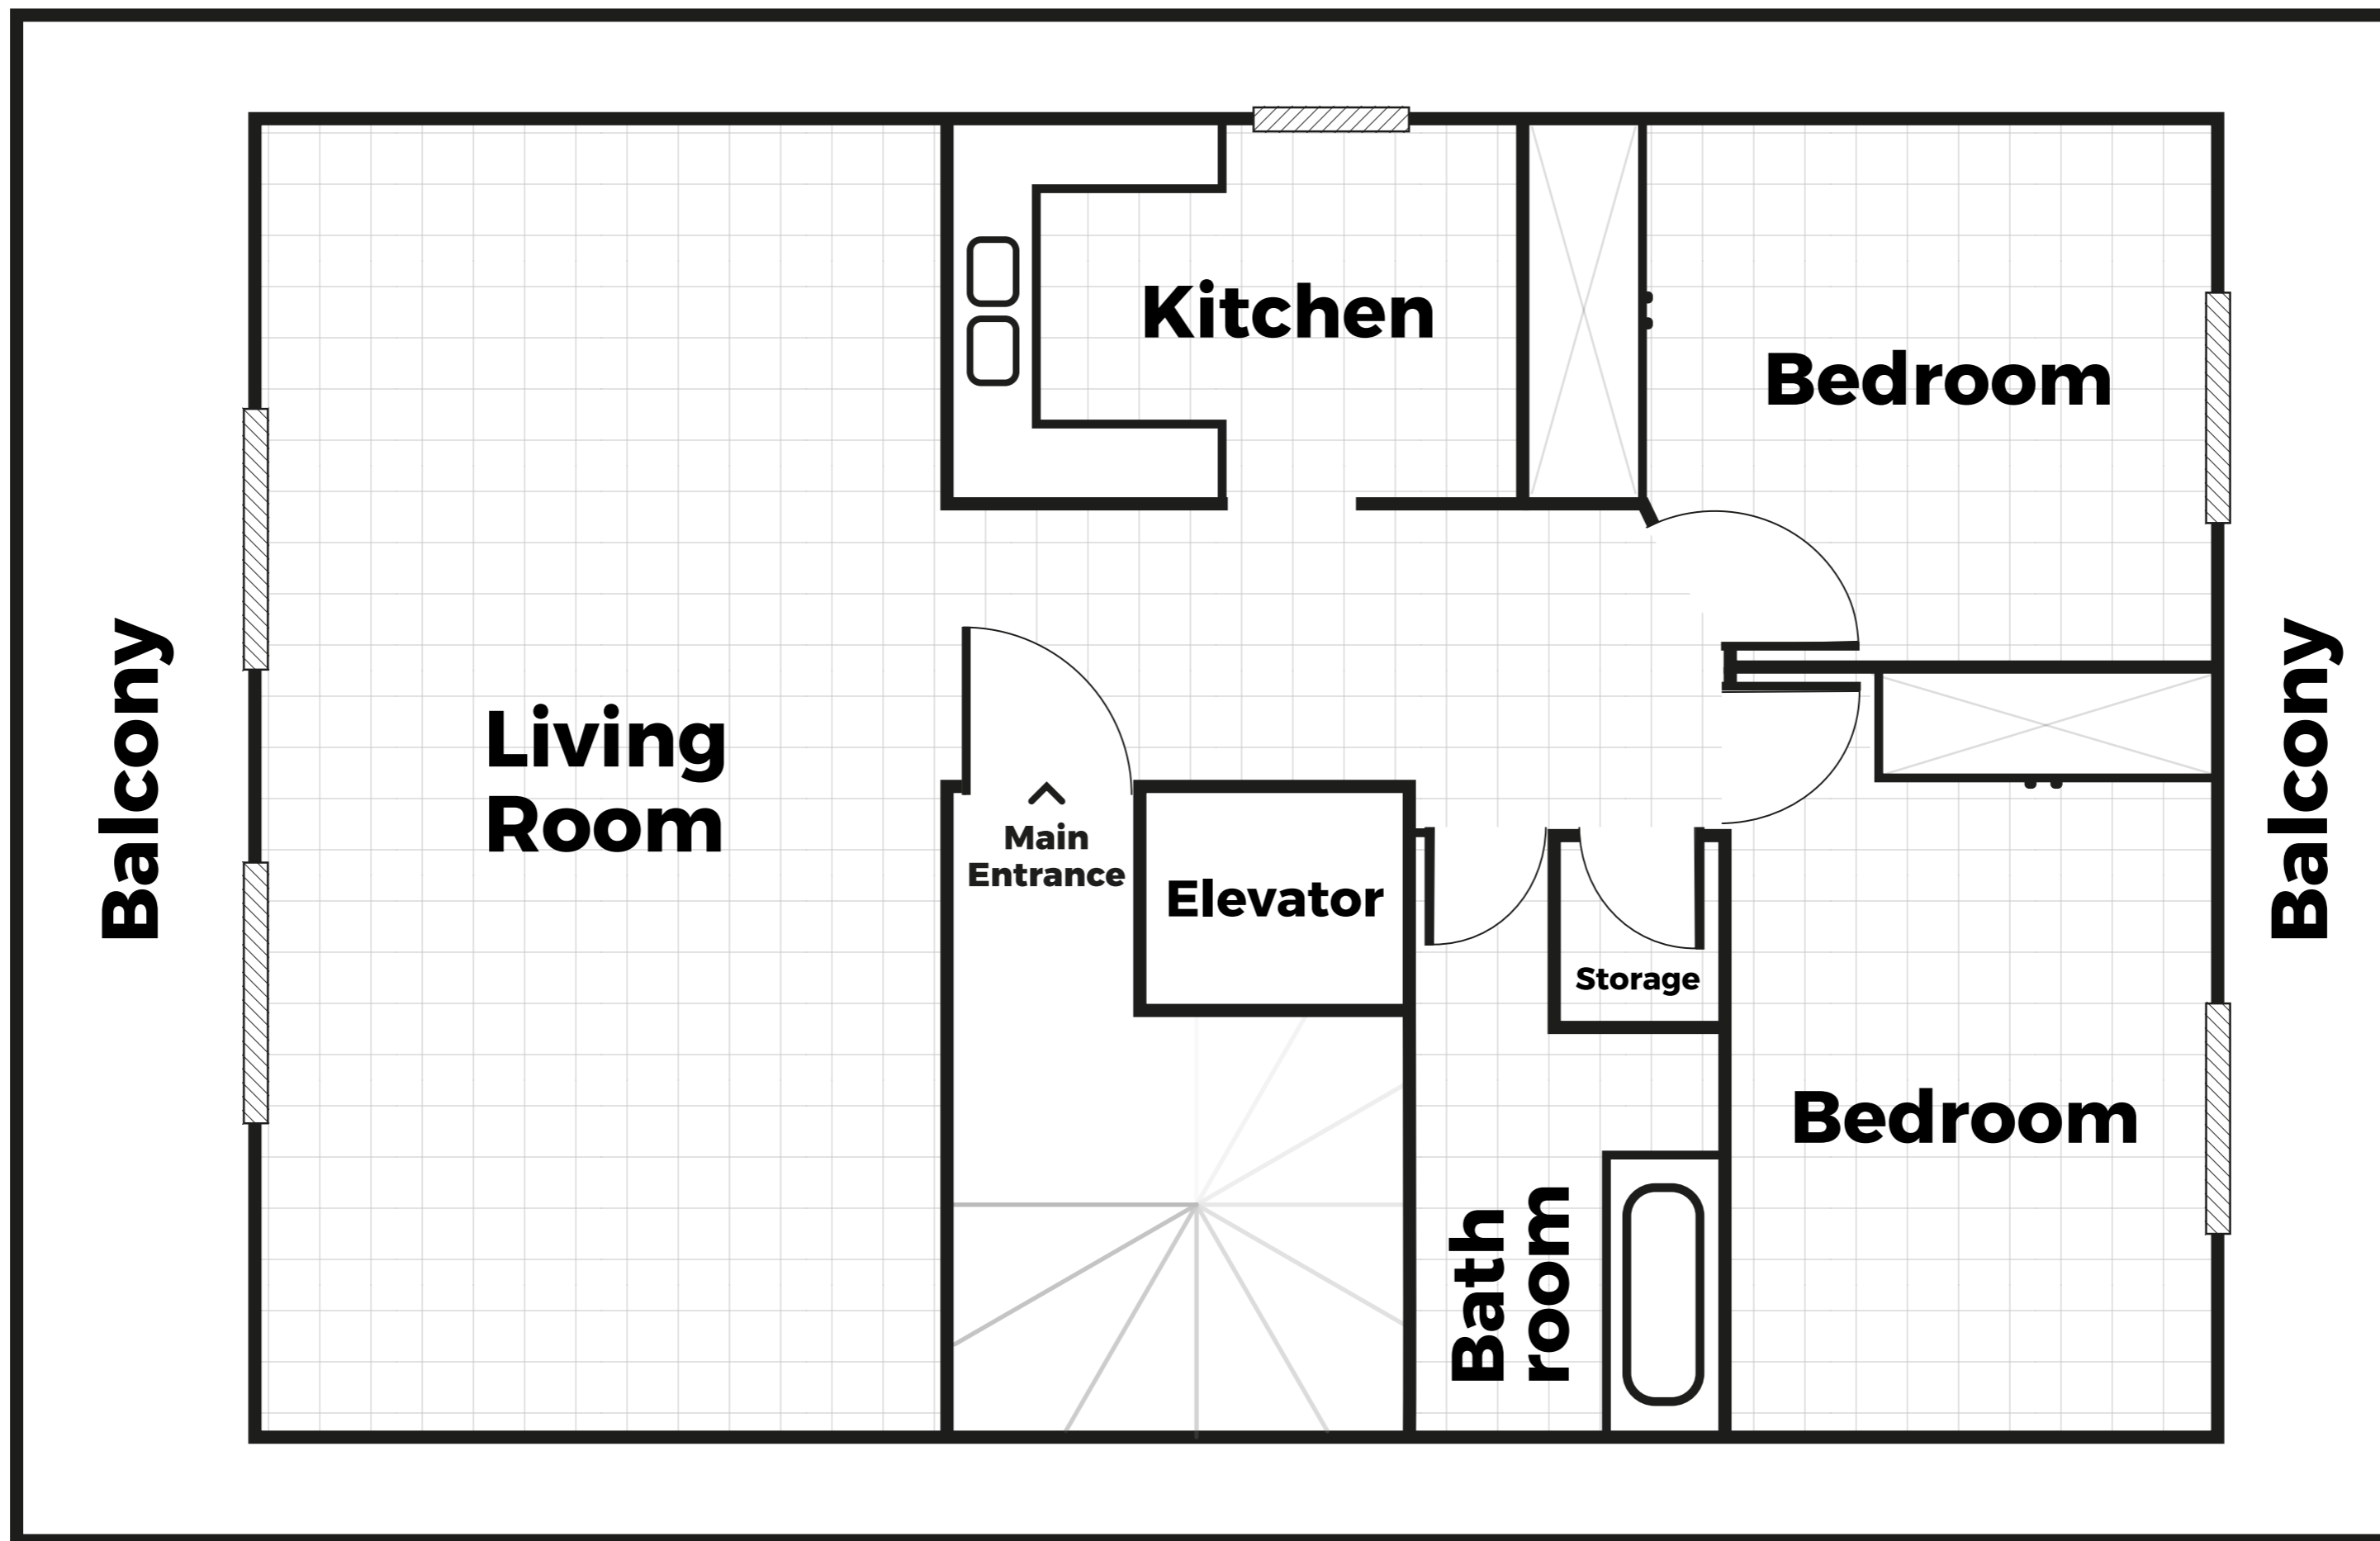 Kitchen
Bedroom
Balcony
Living
Room
Main
Entrance
Elevator
Storage
Bath
room
Bedroom
Balcony